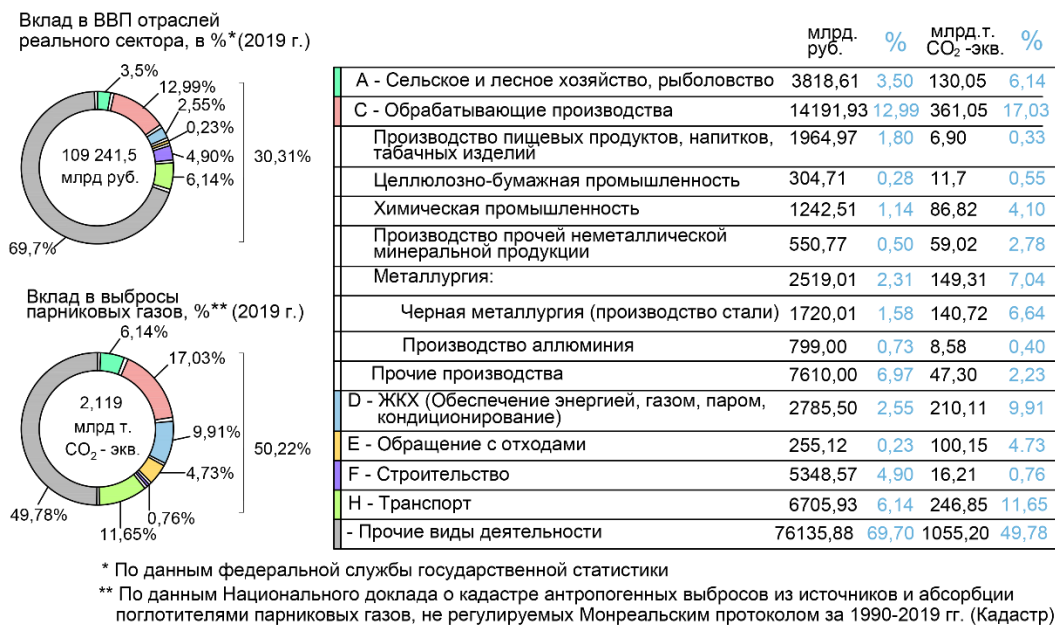 Вклад в ВВП отраслей
реального сектора, в %*(2019 г.)
3,5%
12,99%
2,55%
0,23%
4,90%
6,14%
30,31%
109 241,5
млрд руб.
69,7%
Вклад в выбросы
парниковых газов, %** (2019 г.)
6,14%
17,03%
9,91%
4,73%
0,76%
11,65%
50,22%
2,119
млрд т.
CO₂ - экв.
49,78%
млрд. руб. % млрд.т. CO₂ -экв. %
А - Сельское и лесное хозяйство, рыболовство 3818,61 3,50 130,05 6,14
С - Обрабатывающие производства 14191,93 12,99 361,05 17,03
Производство пищевых продуктов, напитков,
табачных изделий 1964,97 1,80 6,90 0,33
Целлюлозно-бумажная промышленность 304,71 0,28 11,7 0,55
Химическая промышленность 1242,51 1,14 86,82 4,10
Производство прочей неметаллической
минеральной продукции 550,77 0,50 59,02 2,78
Металлургия: 2519,01 2,31 149,31 7,04
Черная металлургия (производство стали) 1720,01 1,58 140,72 6,64
Производство аллюминия 799,00 0,73 8,58 0,40
Прочие производства 7610,00 6,97 47,30 2,23
D - ЖКХ (Обеспечение энергией, газом, паром,
кондиционирование) 2785,50 2,55 210,11 9,91
E - Обращение с отходами 255,12 0,23 100,15 4.73
F - Строительство 5348,57 4,90 16,21 0,76
H - Транспорт 6705,93 6,14 246,85 11,65
- Прочие виды деятельности 76135,88 69,70 1055,20 49,78
* По данным федеральной службы государственной статистики
** По данным Национального доклада о кадастре антропогенных выбросов из источников и абсорбции
поглотителями парниковых газов, не регулируемых Монреальским протоколом за 1990-2019 гг. (Кадастр)